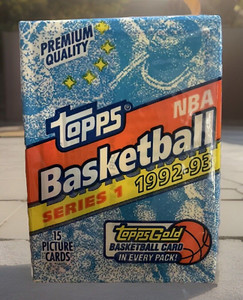 PREMIUM
QUALITY
TOPPS®
NBA
Basketball
SERIES 1
1992-93
15
PICTURE
CARDS
ToppsGold
BASKETBALL CARD
IN EVERY PACK!